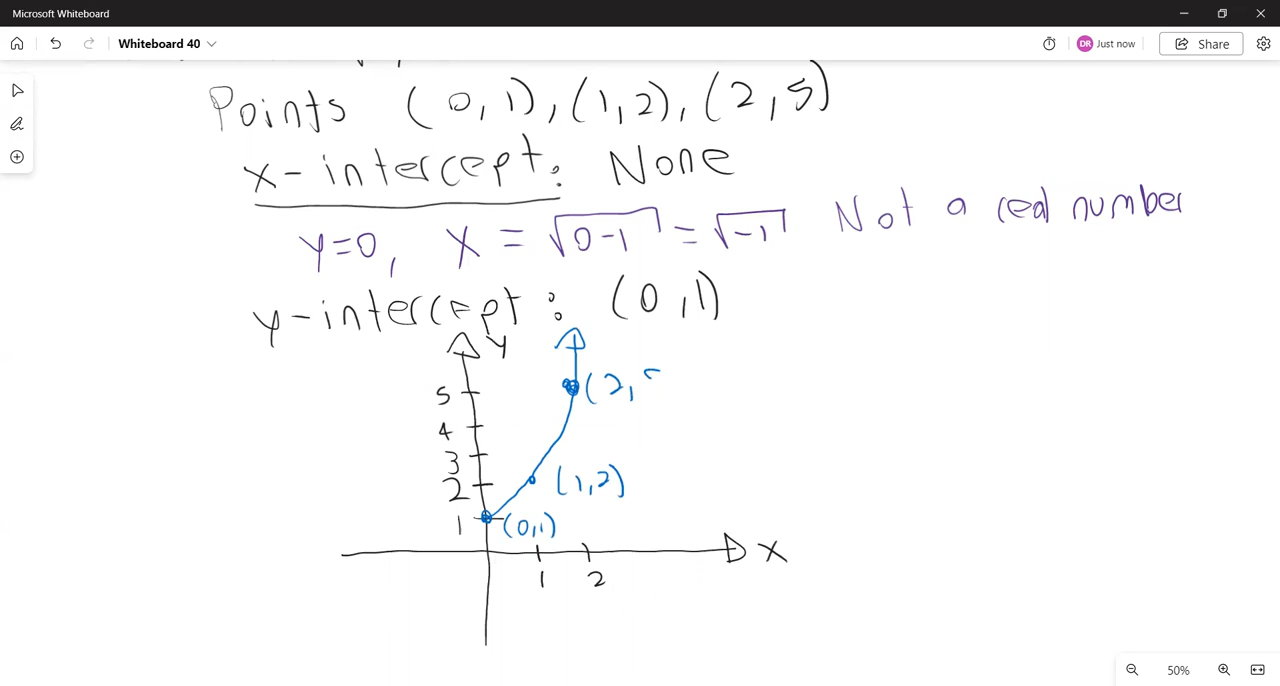 Microsoft Whiteboard
Whiteboard 40
DR Just now
Share
Points (0,1),(1,2),(2,5)
x-intercept: None
y=0, x = √0-1 = √-1 Not a real number
y-intercept: (0,1)
Y
5
(2,
4
3
2
(1,2)
1
(0,1)
X
1
2
50%